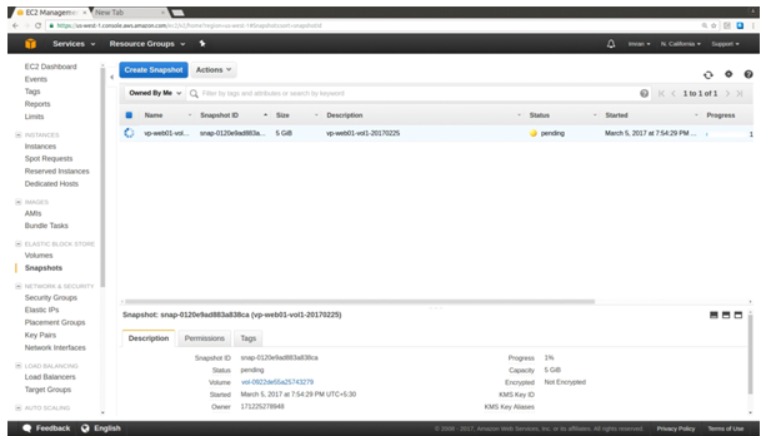 EC2 Management New Tab
https://us-west-1.console.aws.amazon.com/ec2/v2/home?region=us-west-1#Snapshots:sort=snapshotId
Services Resource Groups Imran N. California Support
EC2 Dashboard
Events
Tags
Reports
Limits
INSTANCES
Instances
Spot Requests
Reserved Instances
Dedicated Hosts
IMAGES
AMIs
Bundle Tasks
ELASTIC BLOCK STORE
Volumes
Snapshots
NETWORK & SECURITY
Security Groups
Elastic IPs
Placement Groups
Key Pairs
Network Interfaces
LOAD BALANCING
Load Balancers
Target Groups
AUTO SCALING
Create Snapshot Actions
Owned By Me Filter by tags and attributes or search by keyword 1 to 1 of 1
Name Snapshot ID Size Description Status Started Progress
vp-web01-vol... snap-0120e9ad883a... 5 GiB vp-web01-vol1-20170225 pending March 5, 2017 at 7:54:29 PM ... 1
Snapshot: snap-0120e9ad883a838ca (vp-web01-vol1-20170225)
Description Permissions Tags
Snapshot ID snap-0120e9ad883a838ca Progress 1%
Status pending Capacity 5 GiB
Volume vol-0922de55a25743279 Encrypted Not Encrypted
Started March 5, 2017 at 7:54:29 PM UTC+5:30 KMS Key ID
Owner 171225278948 KMS Key Aliases
Feedback English © 2008 - 2017, Amazon Web Services, Inc. or its affiliates. All rights reserved. Privacy Policy Terms of Use